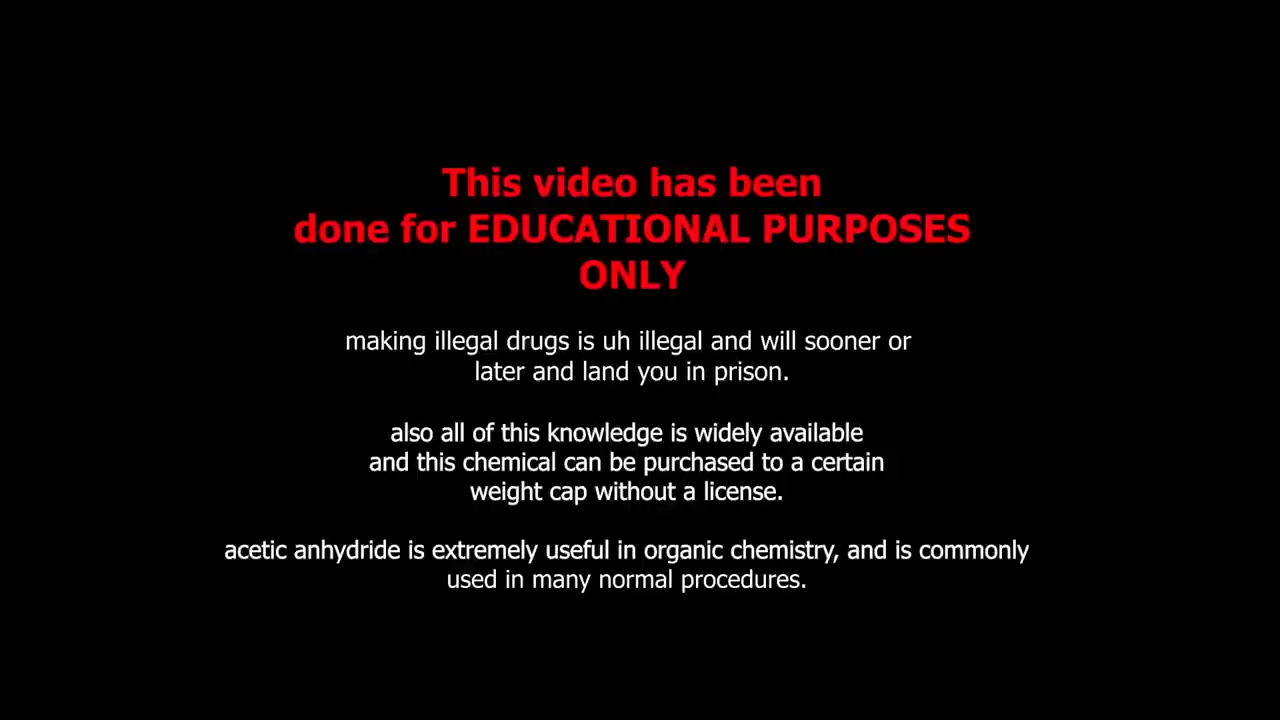 This video has been
done for EDUCATIONAL PURPOSES
ONLY
making illegal drugs is uh illegal and will sooner or
later and land you in prison.
also all of this knowledge is widely available
and this chemical can be purchased to a certain
weight cap without a license.
acetic anhydride is extremely useful in organic chemistry, and is commonly
used in many normal procedures.